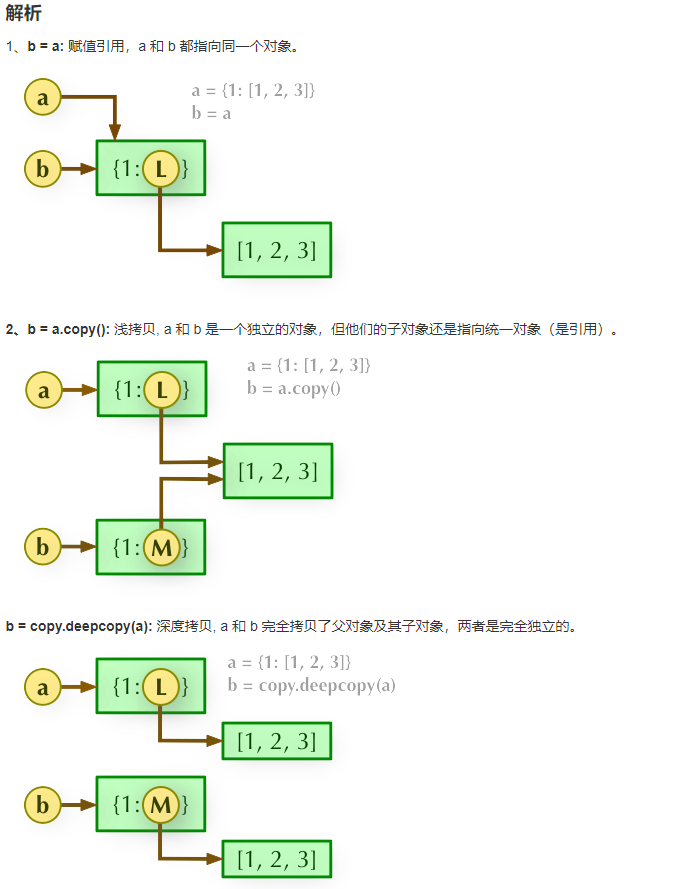 解析
1、b = a: 赋值引用，a 和 b 都指向同一个对象。
a = {1: [1, 2, 3]}
b = a
a
b
{1: L }
[1, 2, 3]
2、b = a.copy(): 浅拷贝, a 和 b 是一个独立的对象，但他们的子对象还是指向统一对象（是引用）。
a = {1: [1, 2, 3]}
b = a.copy()
a
{1: L }
[1, 2, 3]
b
{1: M }
b = copy.deepcopy(a): 深度拷贝, a 和 b 完全拷贝了父对象及其子对象，两者是完全独立的。
a = {1: [1, 2, 3]}
b = copy.deepcopy(a)
a
{1: L }
[1, 2, 3]
b
{1: M }
[1, 2, 3]